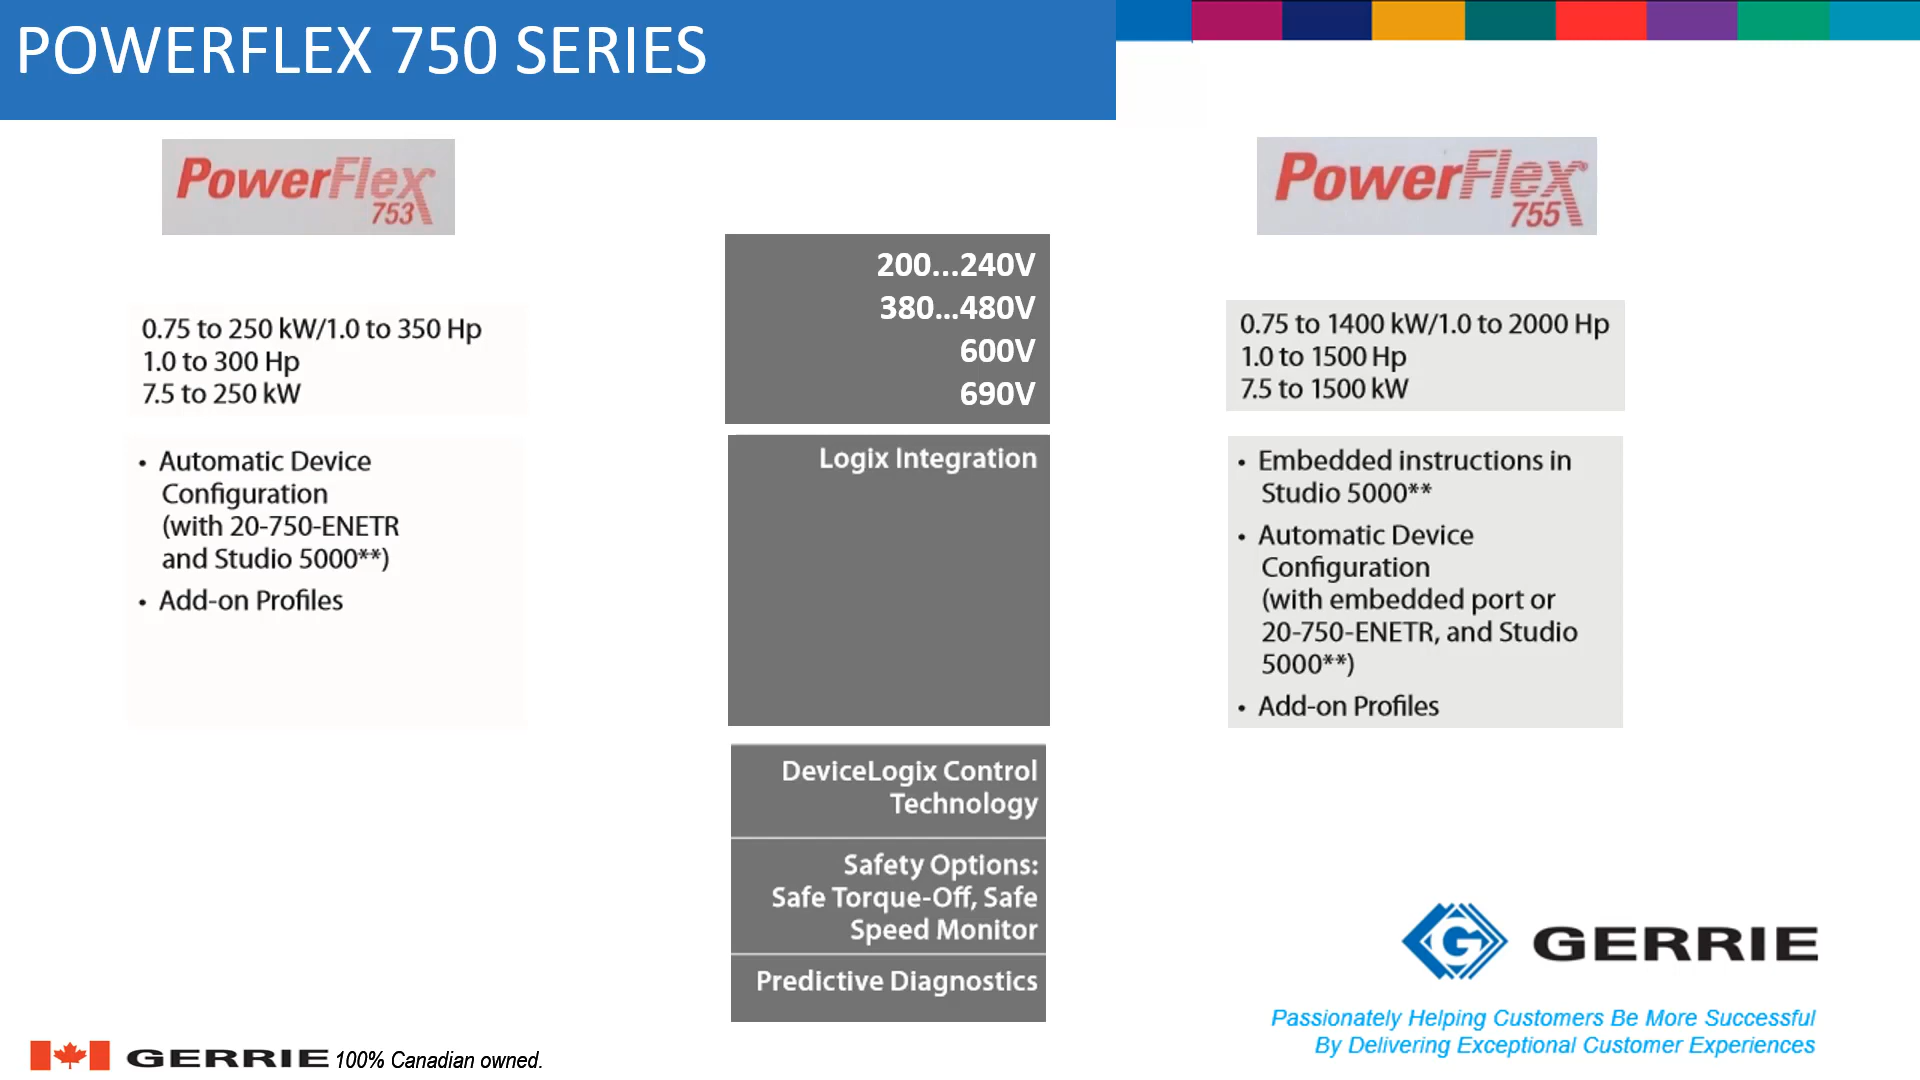 POWERFLEX 750 SERIES
PowerFlex
753
PowerFlex®
755
0.75 to 250 kW/1.0 to 350 Hp
1.0 to 300 Hp
7.5 to 250 kW
200...240V
380...480V
600V
690V
0.75 to 1400 kW/1.0 to 2000 Hp
1.0 to 1500 Hp
7.5 to 1500 kW
• Automatic Device
Configuration
(with 20-750-ENETR
and Studio 5000**)
• Add-on Profiles
Logix Integration
• Embedded instructions in
Studio 5000**
• Automatic Device
Configuration
(with embedded port or
20-750-ENETR, and Studio
5000**)
• Add-on Profiles
DeviceLogix Control
Technology
Safety Options:
Safe Torque-Off, Safe
Speed Monitor
Predictive Diagnostics
G GERRIE
Passionately Helping Customers Be More Successful
By Delivering Exceptional Customer Experiences
GERRIE 100% Canadian owned.